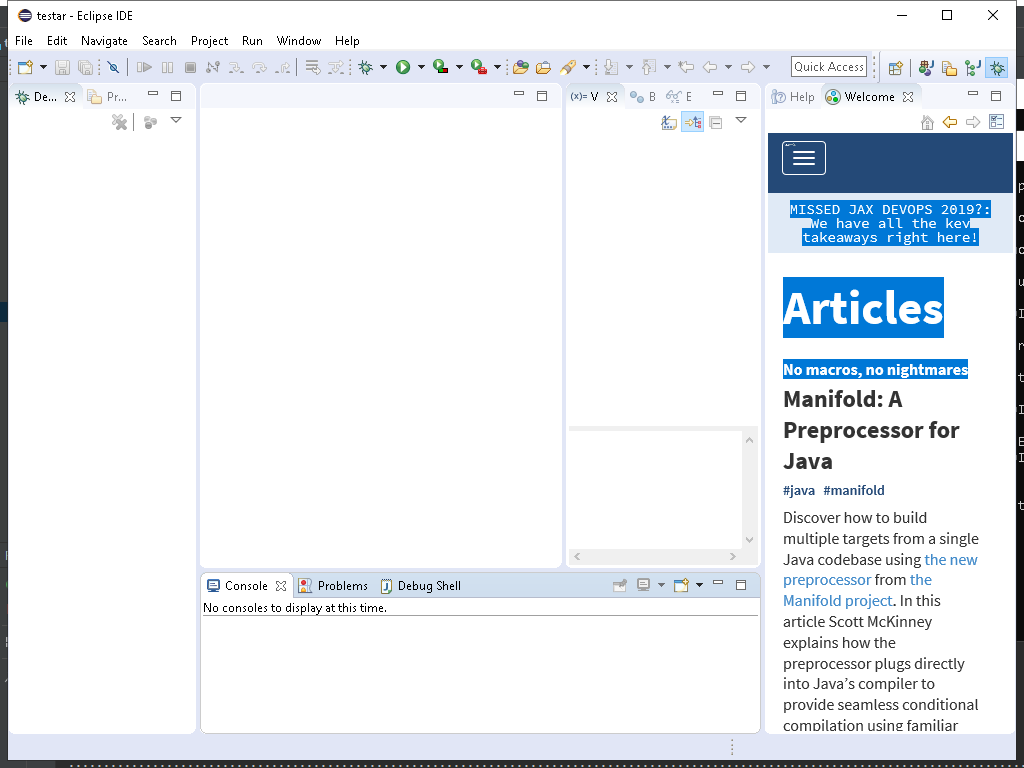 testar - Eclipse IDE
File Edit Navigate Search Project Run Window Help
Quick Access
De... Pr... (x)= V B E Help Welcome
MISSED JAX DEVOPS 2019?:
We have all the key
takeaways right here!
Articles
No macros, no nightmares
Manifold: A
Preprocessor for
Java
#java #manifold
Discover how to build
multiple targets from a single
Java codebase using the new
preprocessor from the
Manifold project. In this
article Scott McKinney
explains how the
preprocessor plugs directly
into Java’s compiler to
provide seamless conditional
compilation using familiar
Console Problems Debug Shell
No consoles to display at this time.